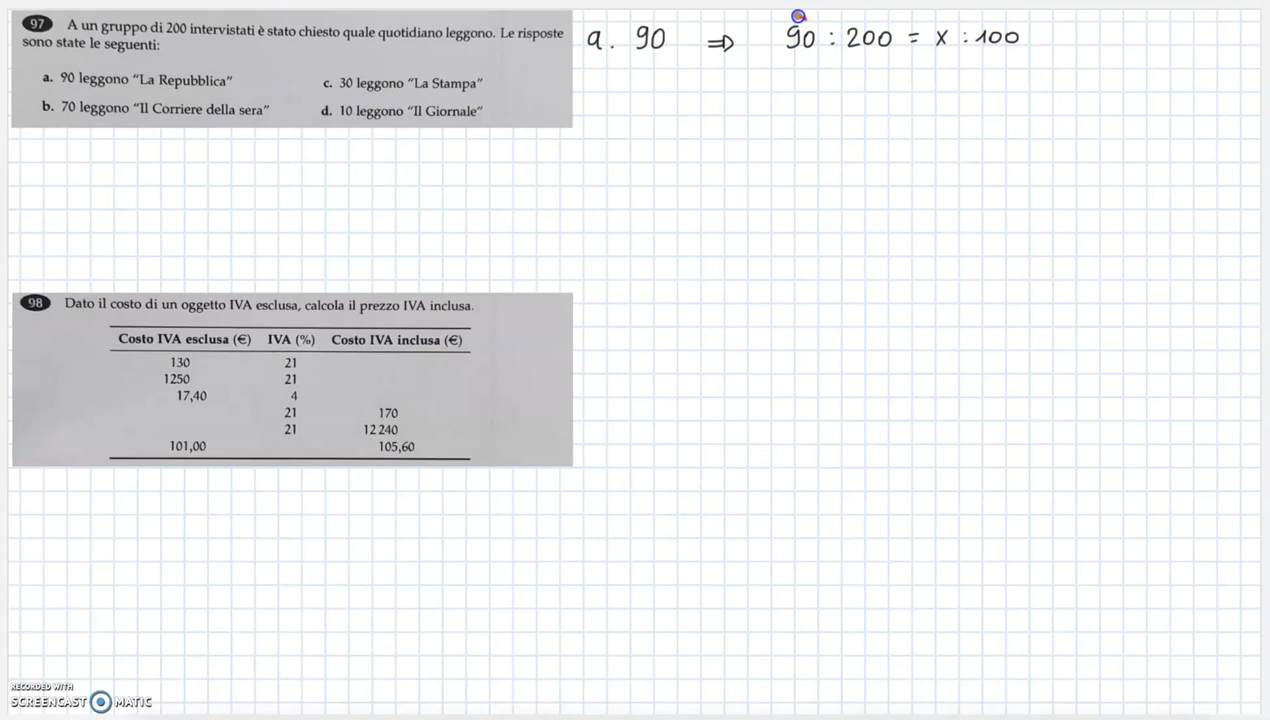 97 A un gruppo di 200 intervistati è stato chiesto quale quotidiano leggono. Le risposte
sono state le seguenti:
a. 90 leggono "La Repubblica"
c. 30 leggono "La Stampa"
b. 70 leggono "Il Corriere della sera"
d. 10 leggono "Il Giornale"
a. 90 ⇒ 90 : 200 = x : 100
98 Dato il costo di un oggetto IVA esclusa, calcola il prezzo IVA inclusa.
Costo IVA esclusa (€) IVA (%) Costo IVA inclusa (€)
130 21
1250 21
17,40 4
21 170
21 12 240
101,00 105,60
RECORDED WITH
SCREENCAST MATIC